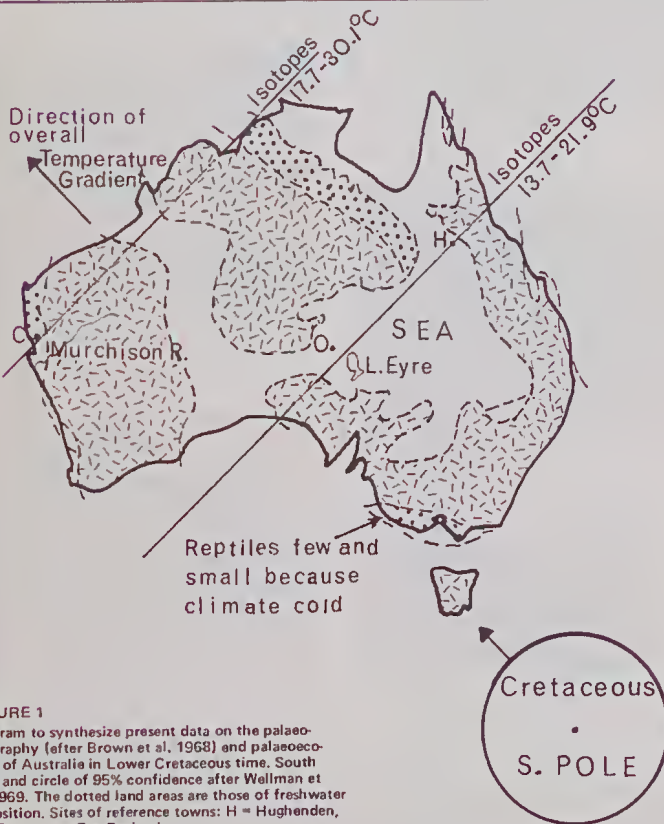 Isotopes
17.7-30.1°C
Direction of
overall
Temperature
Gradient
Isotopes
13.7-21.9°C
H.
SEA
C
Murchison R.
O.
L.Eyre
Reptiles few and
small because
climate cold
Cretaceous
S. POLE
URE 1
ram to synthesize present data on the palaeo-
raphy (after Brown et al. 1968) and palaeoeco-
of Australia in Lower Cretaceous time. South
and circle of 95% confidence after Wellman et
969. The dotted land areas are those of freshwater
osition. Sites of reference towns: H = Hughenden,